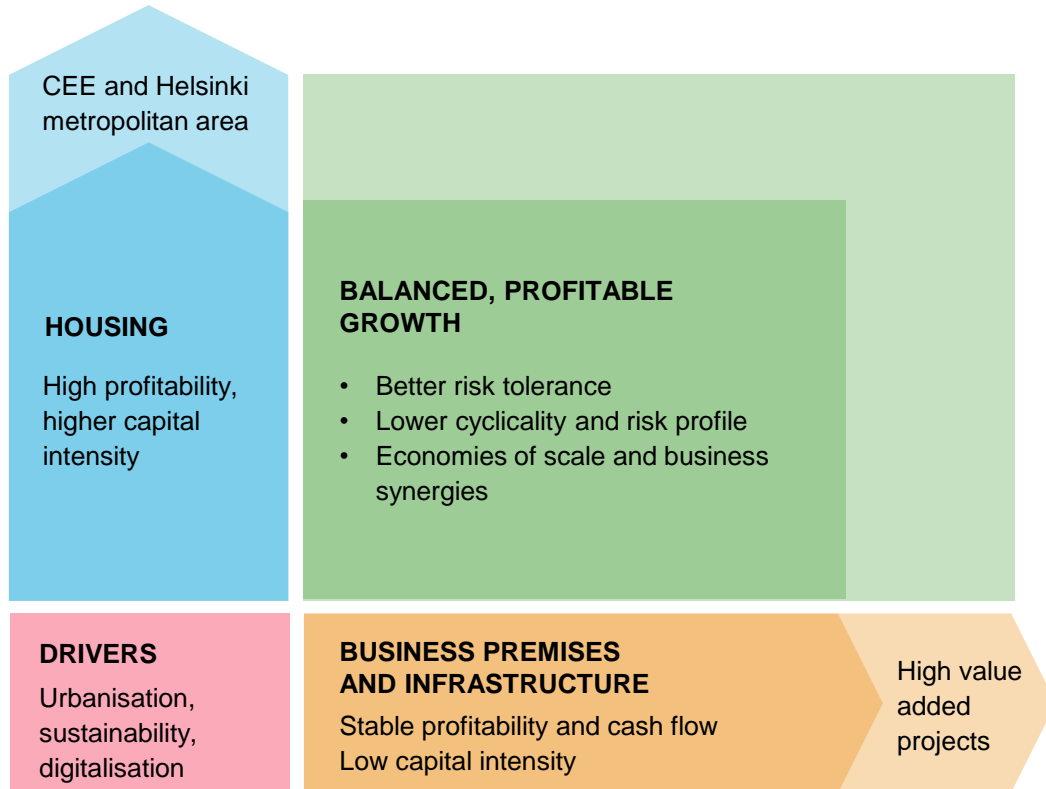 CEE and Helsinki
metropolitan area
HOUSING
High profitability,
higher capital
intensity
BALANCED, PROFITABLE
GROWTH
• Better risk tolerance
• Lower cyclicality and risk profile
• Economies of scale and business
synergies
DRIVERS
Urbanisation,
sustainability,
digitalisation
BUSINESS PREMISES
AND INFRASTRUCTURE
Stable profitability and cash flow
Low capital intensity
High value
added
projects